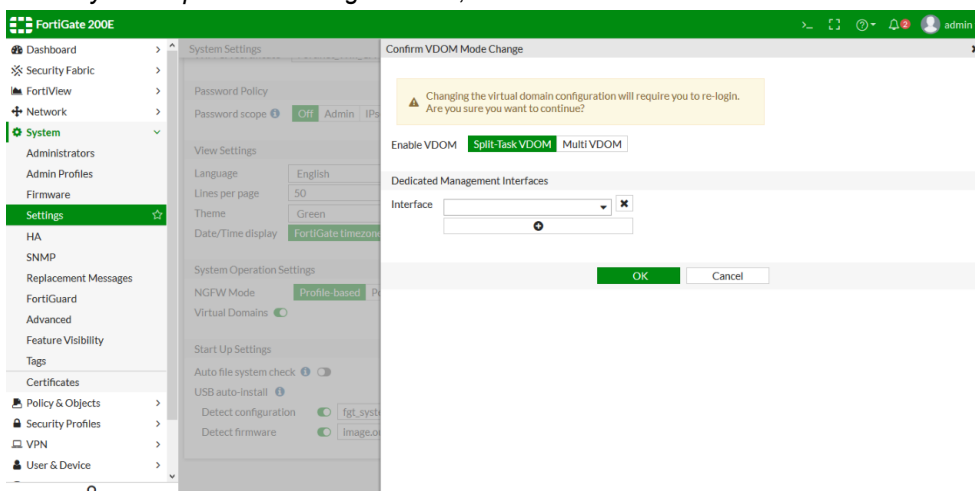 FortiGate 200E
>_
admin
2
Dashboard
Security Fabric
FortiView
Network
System
Administrators
Admin Profiles
Firmware
Settings
HA
SNMP
Replacement Messages
FortiGuard
Advanced
Feature Visibility
Tags
Certificates
Policy & Objects
Security Profiles
VPN
User & Device
System Settings
Password Policy
Password scope Off Admin IPs
View Settings
Language English
Lines per page 50
Theme Green
Date/Time display FortiGate timezone
System Operation Settings
NGFW Mode Profile-based
Virtual Domains
Start Up Settings
Auto file system check
USB auto-install
Detect configuration fgt_syst
Detect firmware image.o
Confirm VDOM Mode Change
Changing the virtual domain configuration will require you to re-login.
Are you sure you want to continue?
Enable VDOM Split-Task VDOM Multi VDOM
Dedicated Management Interfaces
Interface
OK Cancel